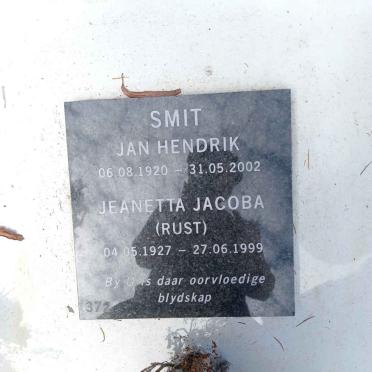 SMIT
JAN HENDRIK
06.08.1920 – 31.05.2002
JEANETTA JACOBA
(RUST)
04.05.1927 – 27.06.1999
By U is daar oorvloedige
blydskap
372